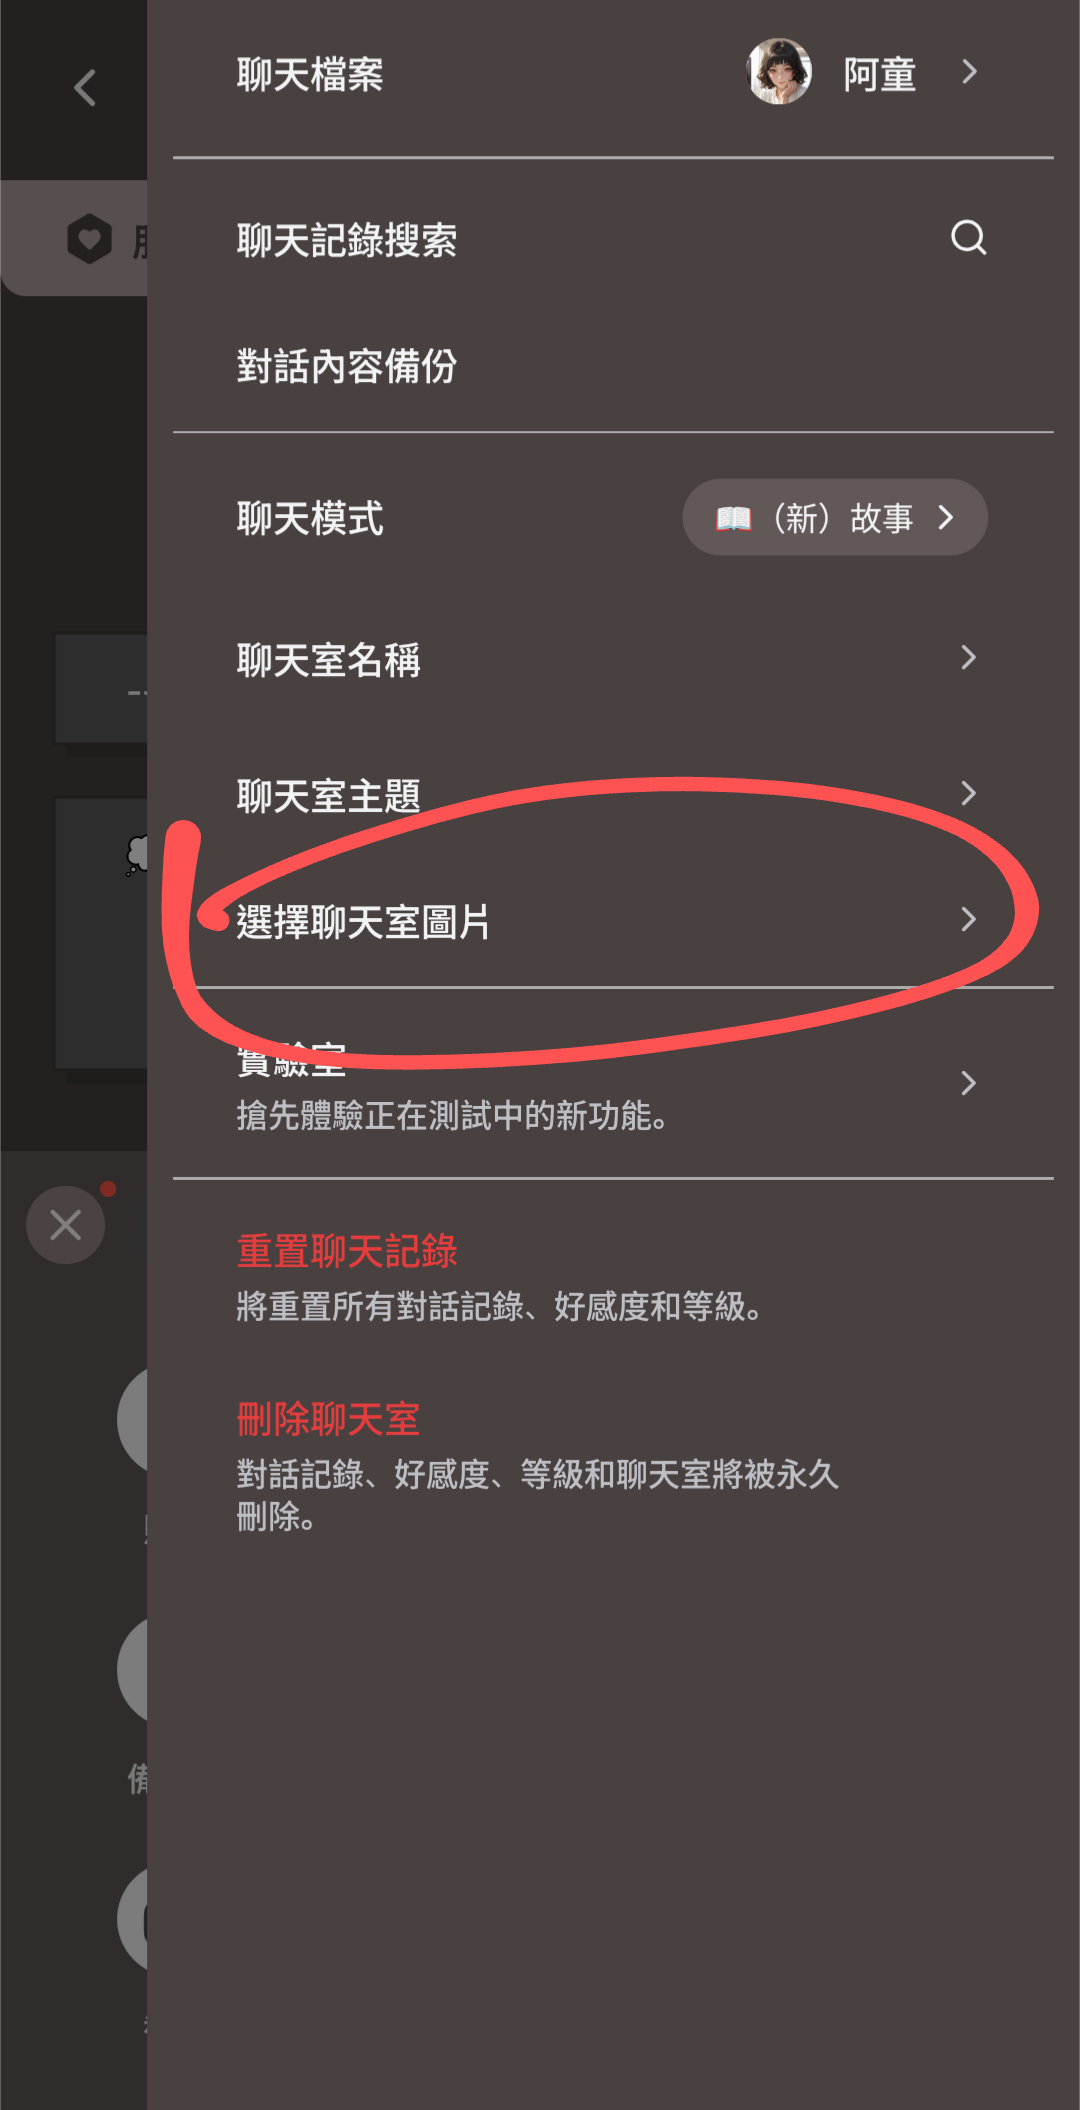 聊天檔案
阿童
聊天記錄搜索
對話內容備份
聊天模式
（新）故事
聊天室名稱
聊天室主題
選擇聊天室圖片
實驗室
搶先體驗正在測試中的新功能。
重置聊天記錄
將重置所有對話記錄、好感度和等級。
刪除聊天室
對話記錄、好感度、等級和聊天室將被永久
刪除。